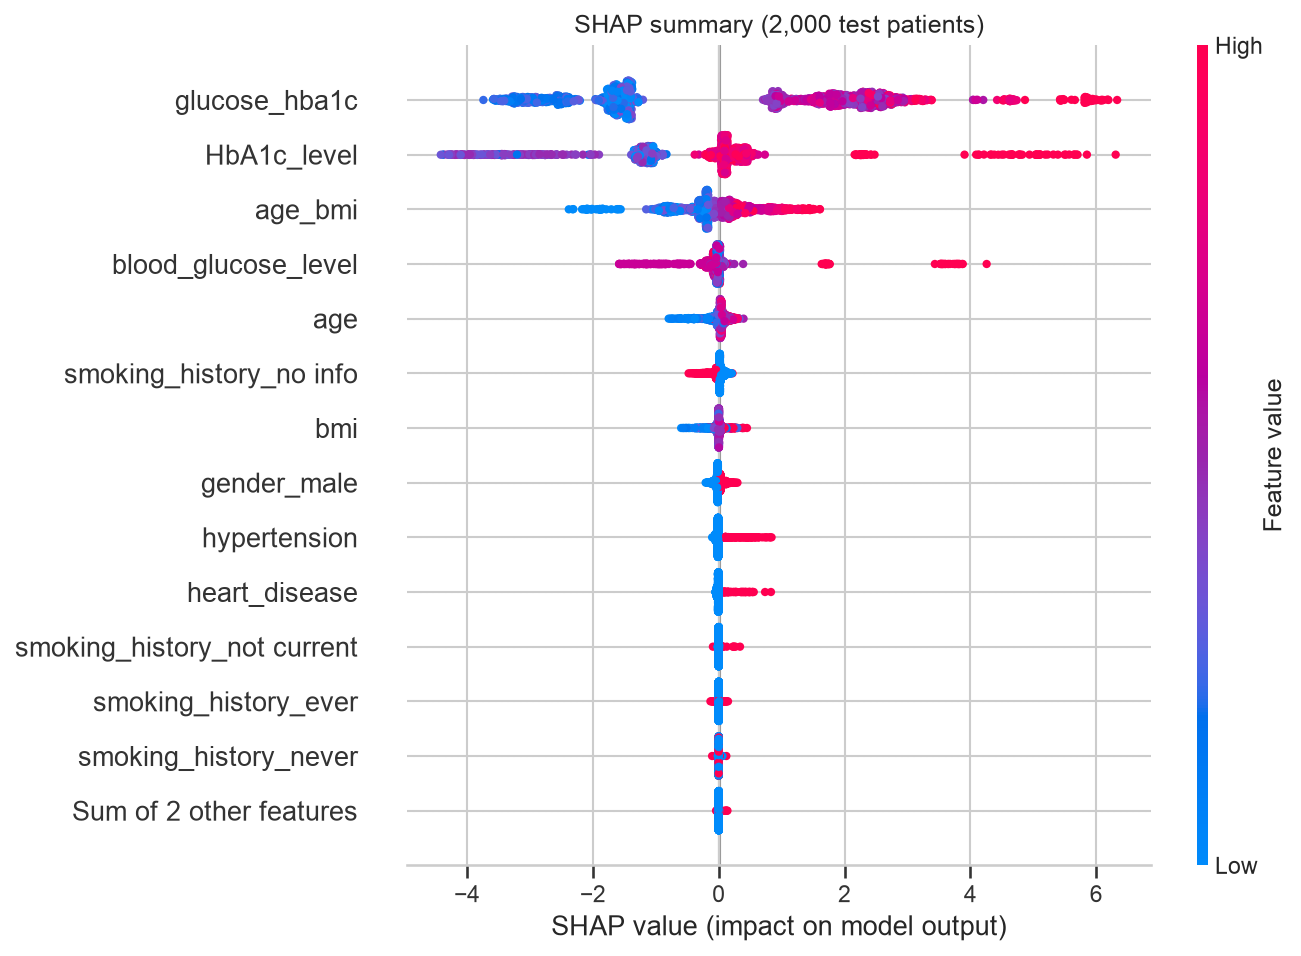 SHAP summary (2,000 test patients)
High
glucose_hba1c
HbA1c_level
age_bmi
blood_glucose_level
age
smoking_history_no info
bmi
gender_male
hypertension
heart_disease
smoking_history_not current
smoking_history_ever
smoking_history_never
Sum of 2 other features
Feature value
Low
−4 −2 0 2 4 6
SHAP value (impact on model output)